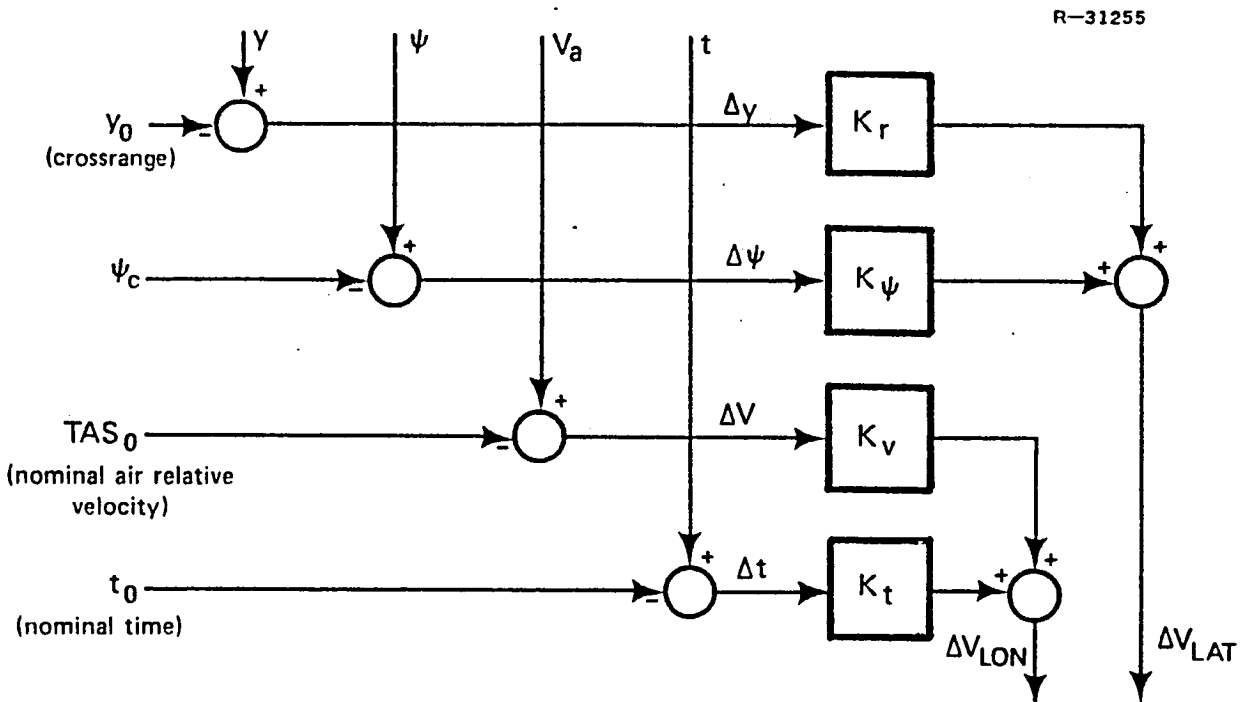 R—31255
y
ψ
Va
t
+
y0
−
(crossrange)
Δy
Kr
+
ψc
−
Δψ
Kψ
+
+
+
TAS0
−
(nominal air relative
velocity)
ΔV
Kv
+
t0
−
(nominal time)
Δt
Kt
+
+
ΔVLON
ΔVLAT